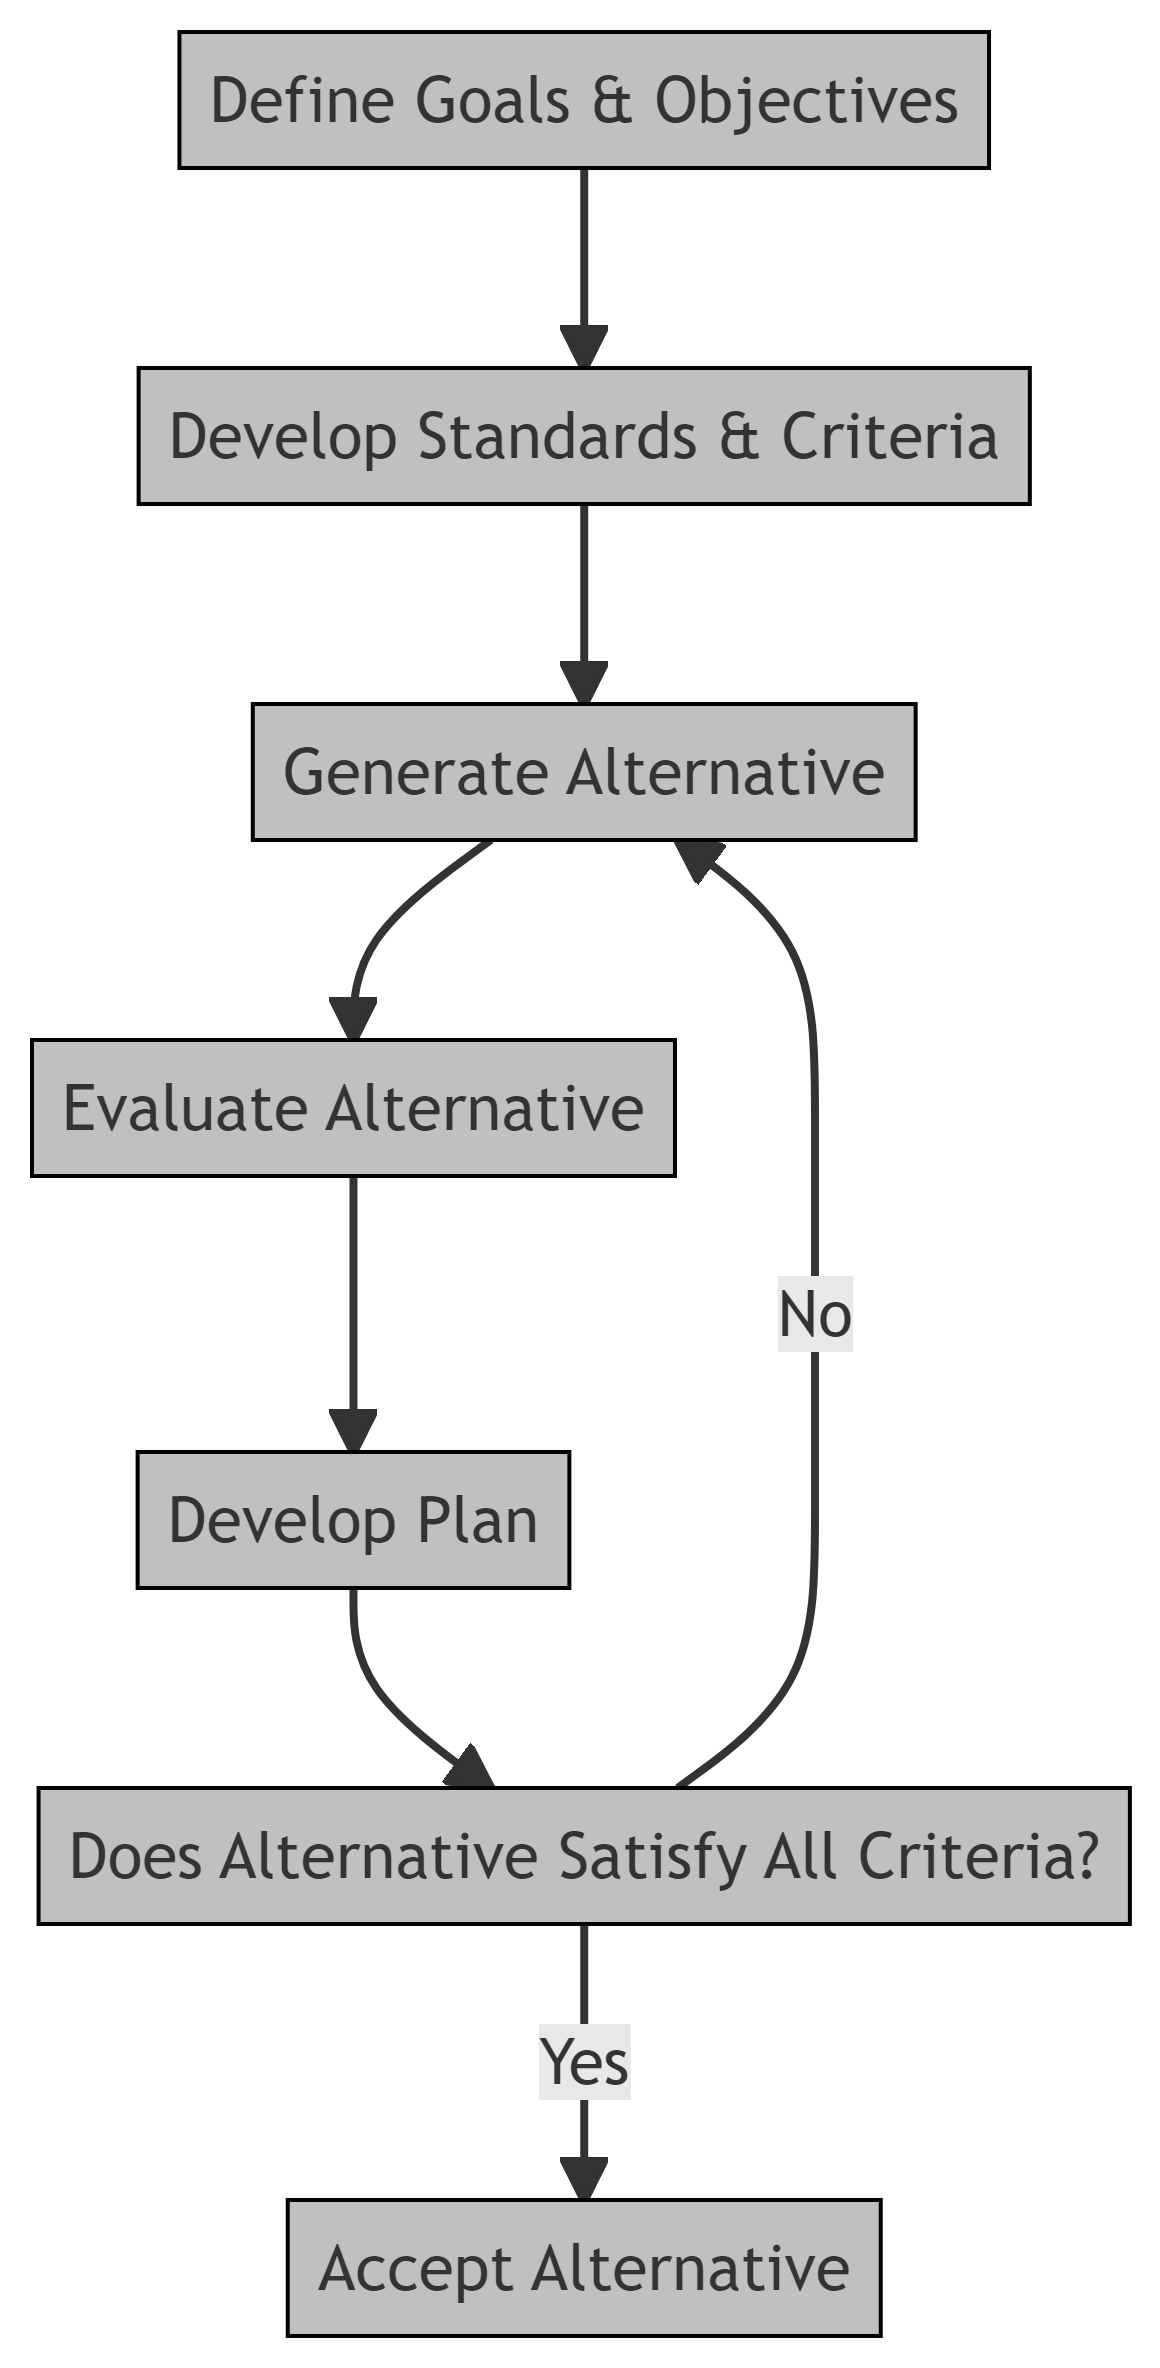 Define Goals & Objectives
Develop Standards & Criteria
Generate Alternative
Evaluate Alternative
No
Develop Plan
Does Alternative Satisfy All Criteria?
Yes
Accept Alternative